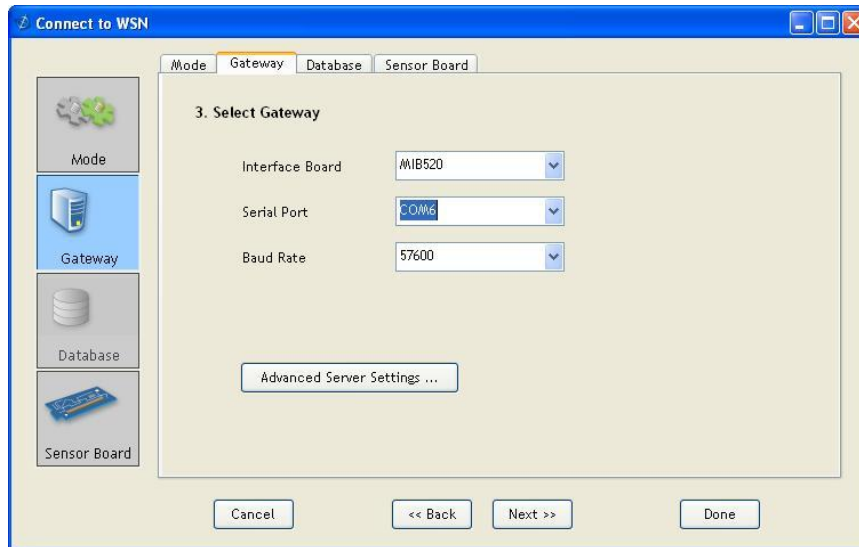 Connect to WSN
Mode Gateway Database Sensor Board
Mode
Gateway
Database
Sensor Board
3. Select Gateway
Interface Board MIB520
Serial Port COM6
Baud Rate 57600
Advanced Server Settings ...
Cancel << Back Next >> Done